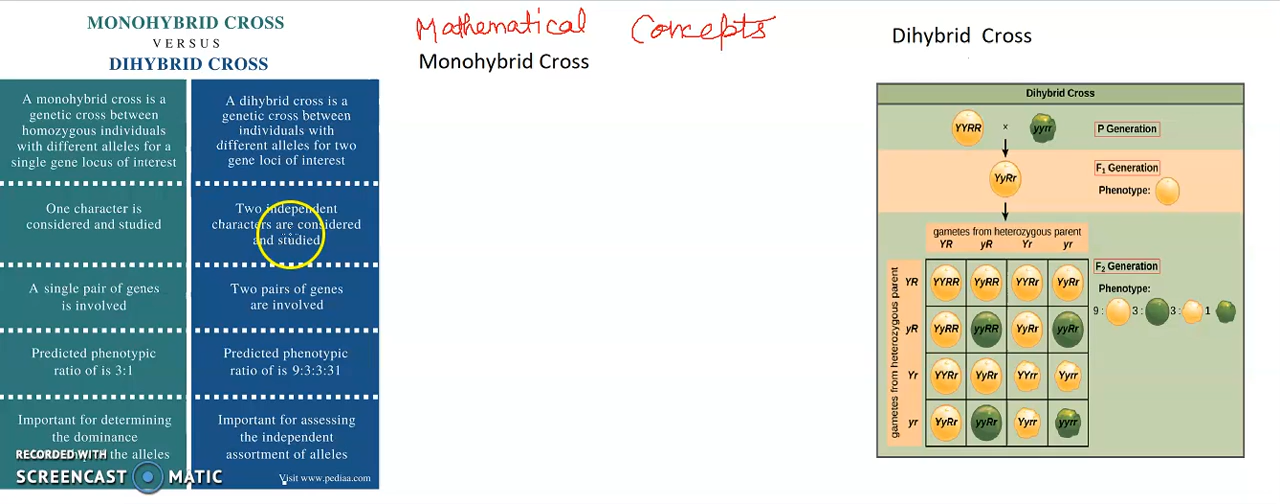 MONOHYBRID CROSS
VERSUS
DIHYBRID CROSS
A monohybrid cross is a
genetic cross between
homozygous individuals
with different alleles for a
single gene locus of interest
A dihybrid cross is a
genetic cross between
individuals with
different alleles for two
gene loci of interest
One character is
considered and studied
Two independent
characters are considered
and studied
A single pair of genes
is involved
Two pairs of genes
are involved
Predicted phenotypic
ratio of is 3:1
Predicted phenotypic
ratio of is 9:3:3:31
Important for determining
the dominance
the alleles
Important for assessing
the independent
assortment of alleles
RECORDED WITH
SCREENCAST MATIC
Visit www.pediaa.com
Mathematical Concepts
Monohybrid Cross
Dihybrid Cross
Dihybrid Cross
YYRR x yyrr P Generation
YyRr
F1 Generation
Phenotype:
gametes from heterozygous parent
YR yR Yr yr
gametes from heterozygous parent
YR YYRR YyRR YYRr YyRr
yR YyRR yyRR YyRr yyRr
Yr YYRr YyRr YYrr Yyrr
yr YyRr yyRr Yyrr yyrr
F2 Generation
Phenotype:
9 : 3 : 3 : 1